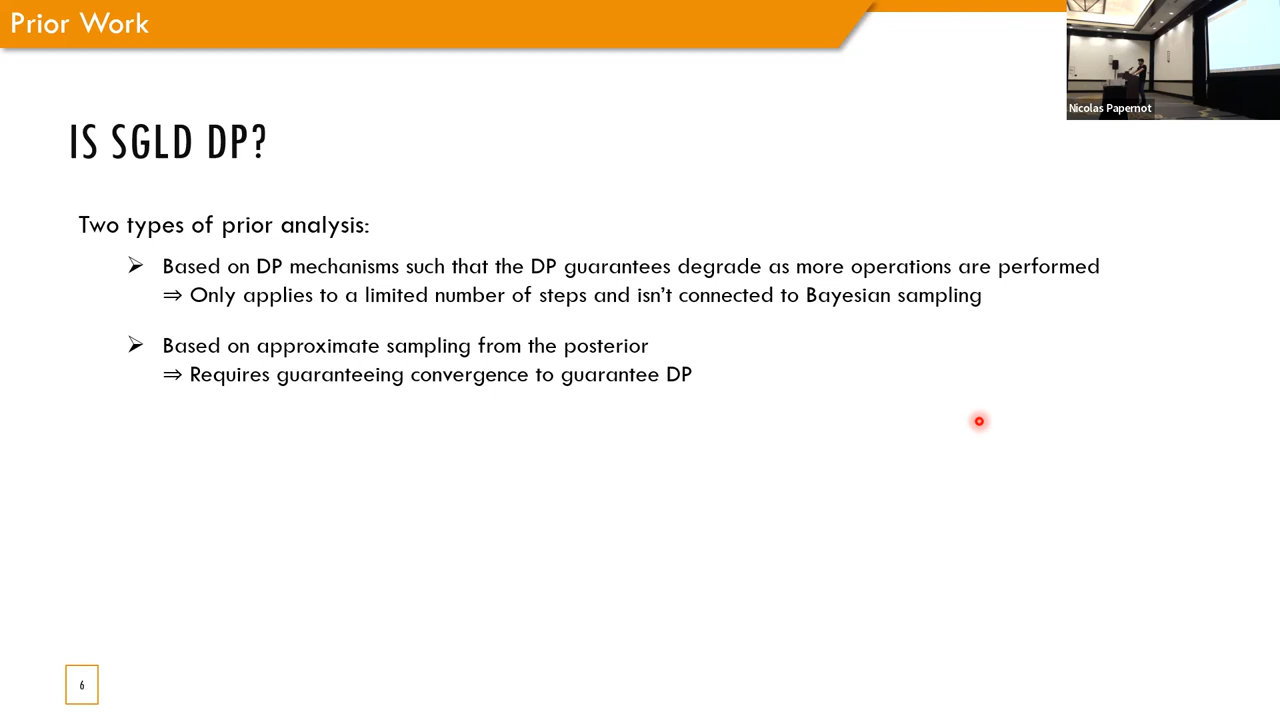 Prior Work
Nicolas Papernot
IS SGLD DP?
Two types of prior analysis:
➢ Based on DP mechanisms such that the DP guarantees degrade as more operations are performed
⇒ Only applies to a limited number of steps and isn't connected to Bayesian sampling
➢ Based on approximate sampling from the posterior
⇒ Requires guaranteeing convergence to guarantee DP
6